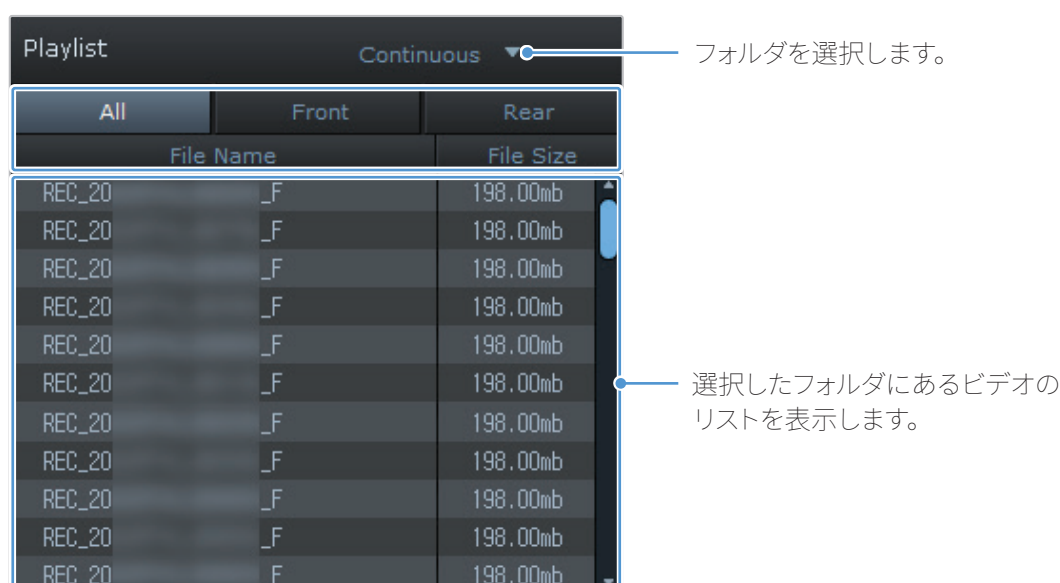 Playlist
Continuous
フォルダを選択します。
All Front Rear
File Name File Size
REC_20 _F 198.00mb
REC_20 _F 198.00mb
REC_20 _F 198.00mb
REC_20 _F 198.00mb
REC_20 _F 198.00mb
REC_20 _F 198.00mb
REC_20 _F 198.00mb
REC_20 _F 198.00mb
REC_20 _F 198.00mb
REC_20 _F 198.00mb
REC_20 _F 198.00mb
選択したフォルダにあるビデオの
リストを表示します。